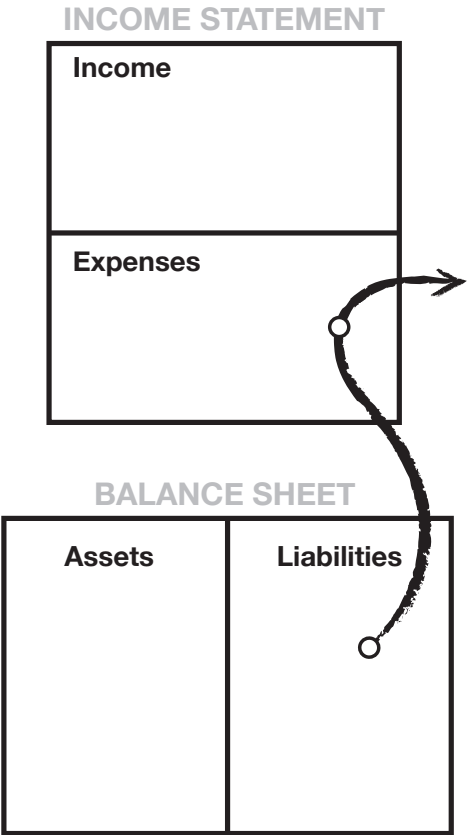 INCOME STATEMENT
Income
Expenses
BALANCE SHEET
Assets
Liabilities